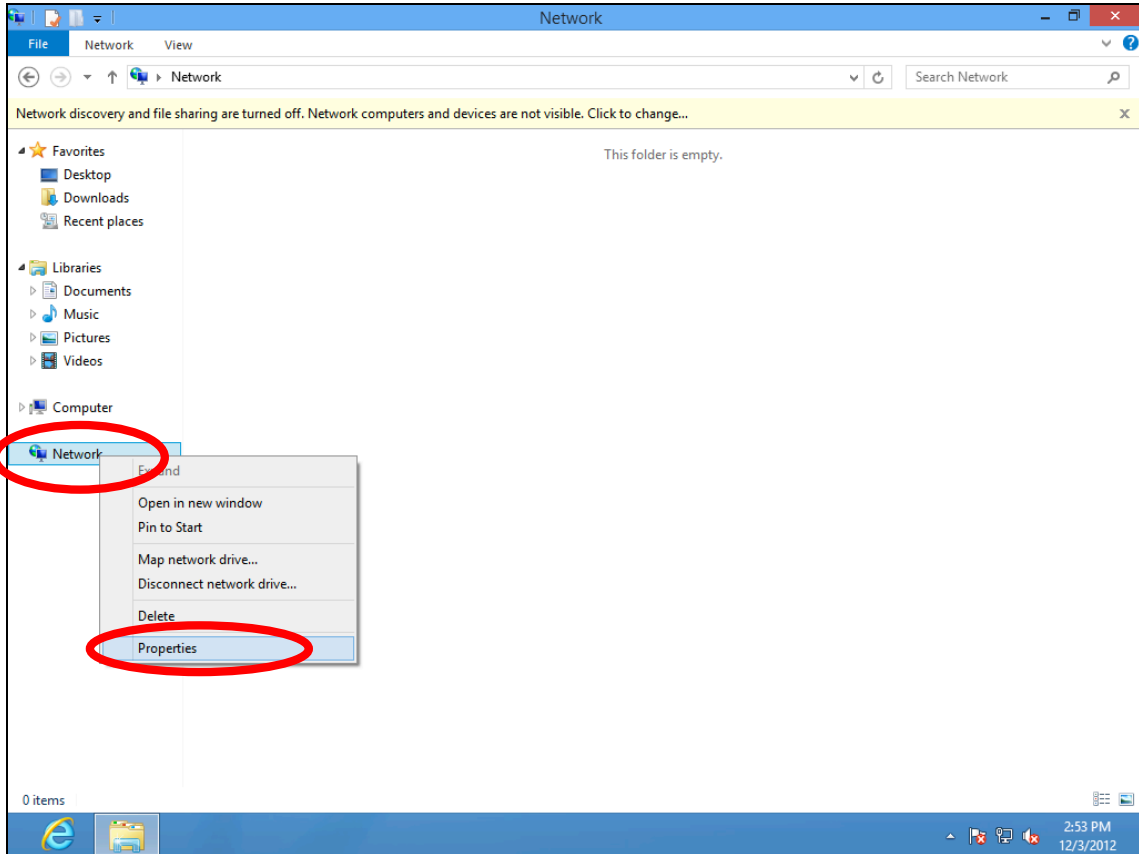 Network
File Network View
Network
Search Network
Network discovery and file sharing are turned off. Network computers and devices are not visible. Click to change...
Favorites
This folder is empty.
Desktop
Downloads
Recent places
Libraries
Documents
Music
Pictures
Videos
Computer
Network
Expand
Open in new window
Pin to Start
Map network drive...
Disconnect network drive...
Delete
Properties
0 items
2:53 PM
12/3/2012